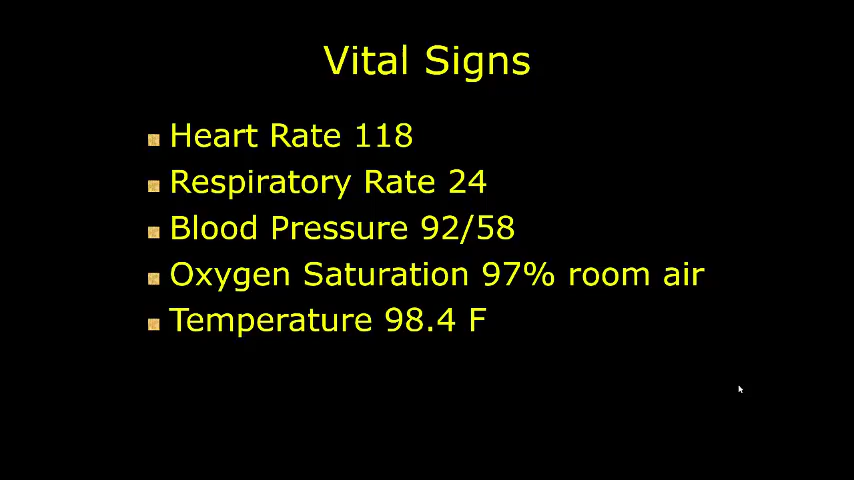 Vital Signs
Heart Rate 118
Respiratory Rate 24
Blood Pressure 92/58
Oxygen Saturation 97% room air
Temperature 98.4 F